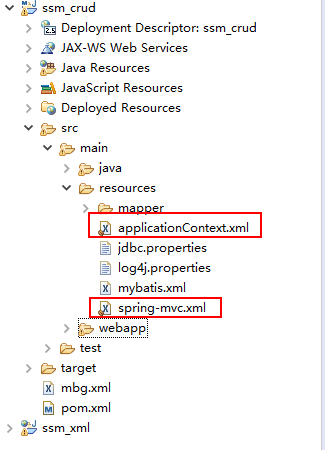 ssm_crud
Deployment Descriptor: ssm_crud
JAX-WS Web Services
Java Resources
JavaScript Resources
Deployed Resources
src
main
java
resources
mapper
applicationContext.xml
jdbc.properties
log4j.properties
mybatis.xml
spring-mvc.xml
webapp
test
target
mbg.xml
pom.xml
ssm_xml